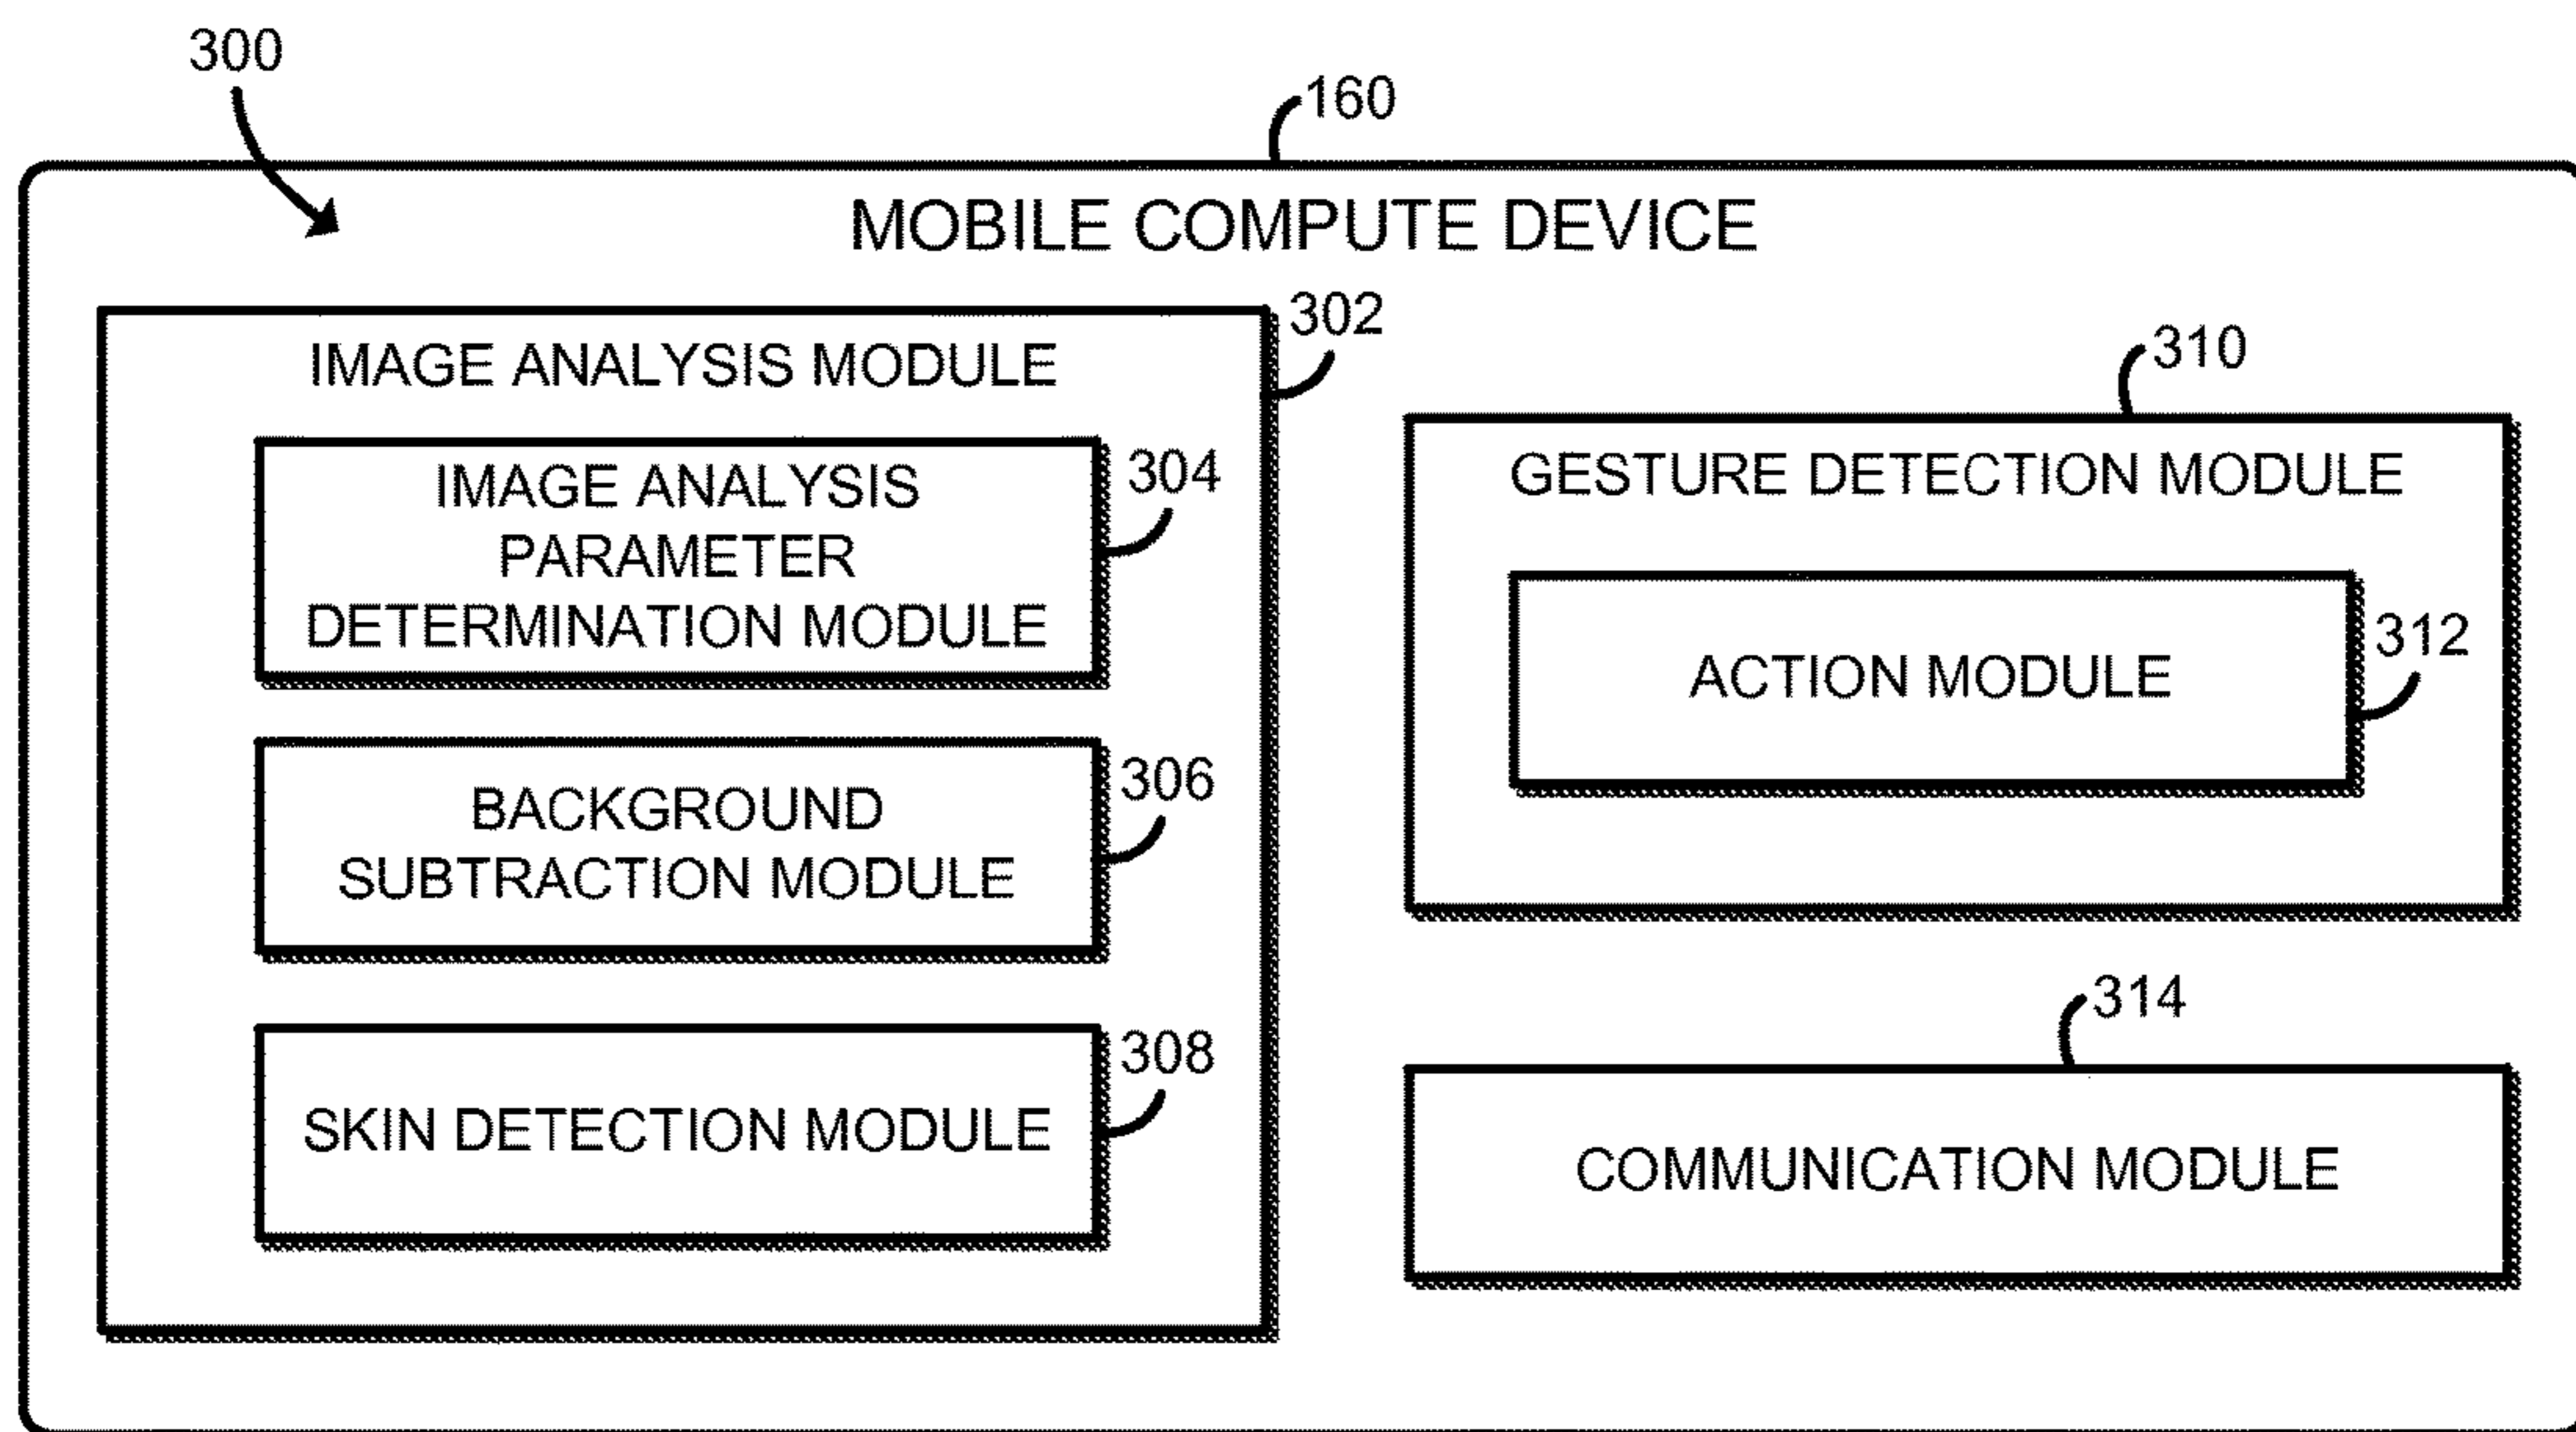 300
160
MOBILE COMPUTE DEVICE
302
IMAGE ANALYSIS MODULE
304
IMAGE ANALYSIS
PARAMETER
DETERMINATION MODULE
306
BACKGROUND
SUBTRACTION MODULE
308
SKIN DETECTION MODULE
310
GESTURE DETECTION MODULE
312
ACTION MODULE
314
COMMUNICATION MODULE